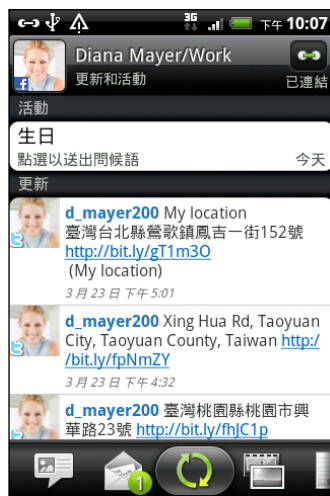 3G 下午 10:07
Diana Mayer/Work
更新和活動
已連結
活動
生日
點選以送出問候語 今天
更新
d_mayer200 My location
臺灣台北縣鶯歌鎮鳳吉一街152號
http://bit.ly/gT1m3O
(My location)
3 月 23 日 下午 5:01
d_mayer200 Xing Hua Rd, Taoyuan
City, Taoyuan County, Taiwan http:/
/bit.ly/fpNmZY
3 月 23 日 下午 4:32
d_mayer200 臺灣桃園縣桃園市興
華路23號 http://bit.ly/fhJC1p
1